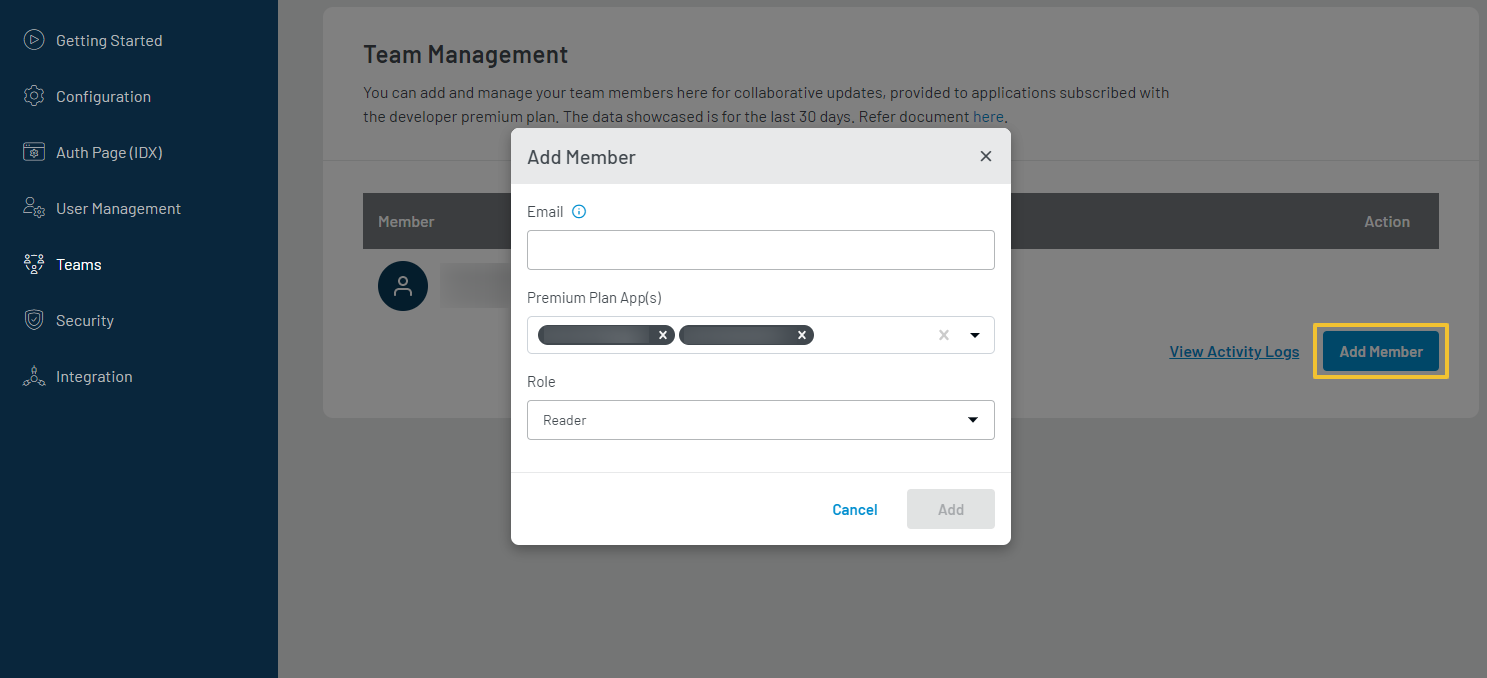 Getting Started
Configuration
Auth Page (IDX)
User Management
Teams
Security
Integration
Team Management
You can add and manage your team members here for collaborative updates, provided to applications subscribed with
the developer premium plan. The data showcased is for the last 30 days. Refer document here.
Member
Action
View Activity Logs
Add Member
Add Member
Email
Premium Plan App(s)
Role
Reader
Cancel
Add